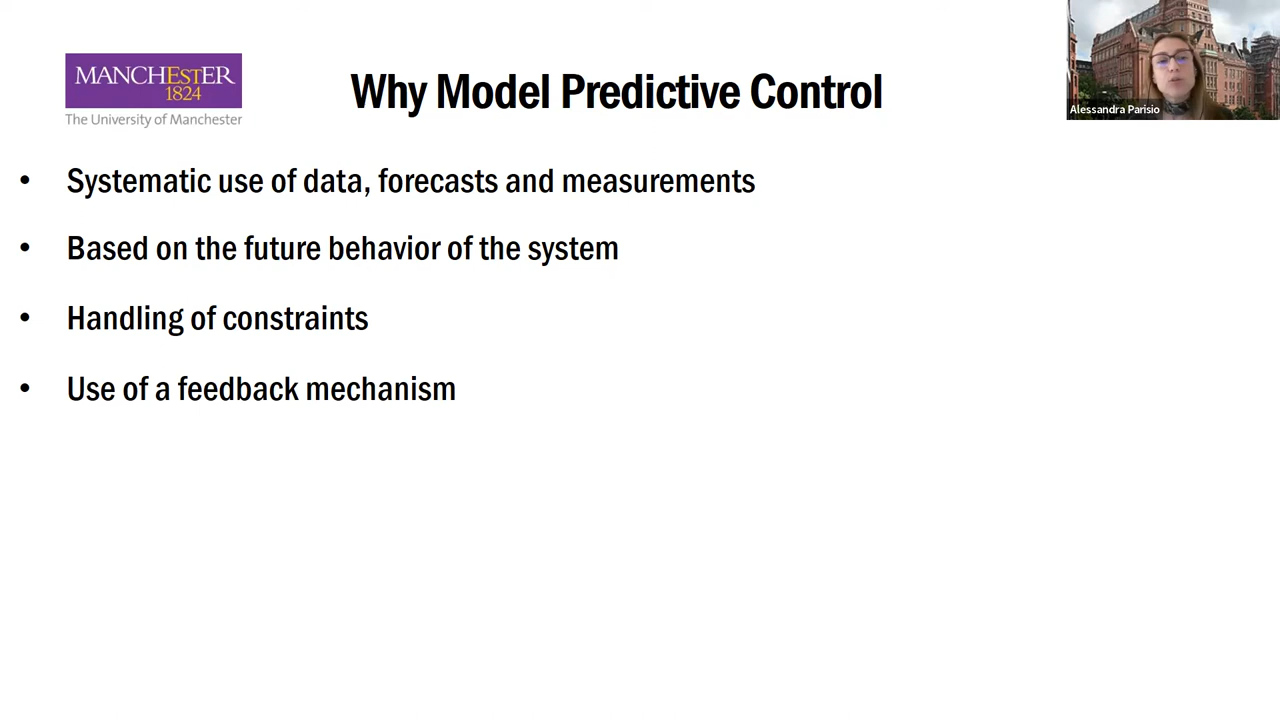 MANCHESTER
1824
The University of Manchester
Why Model Predictive Control
Alessandra Parisio
• Systematic use of data, forecasts and measurements
• Based on the future behavior of the system
• Handling of constraints
• Use of a feedback mechanism